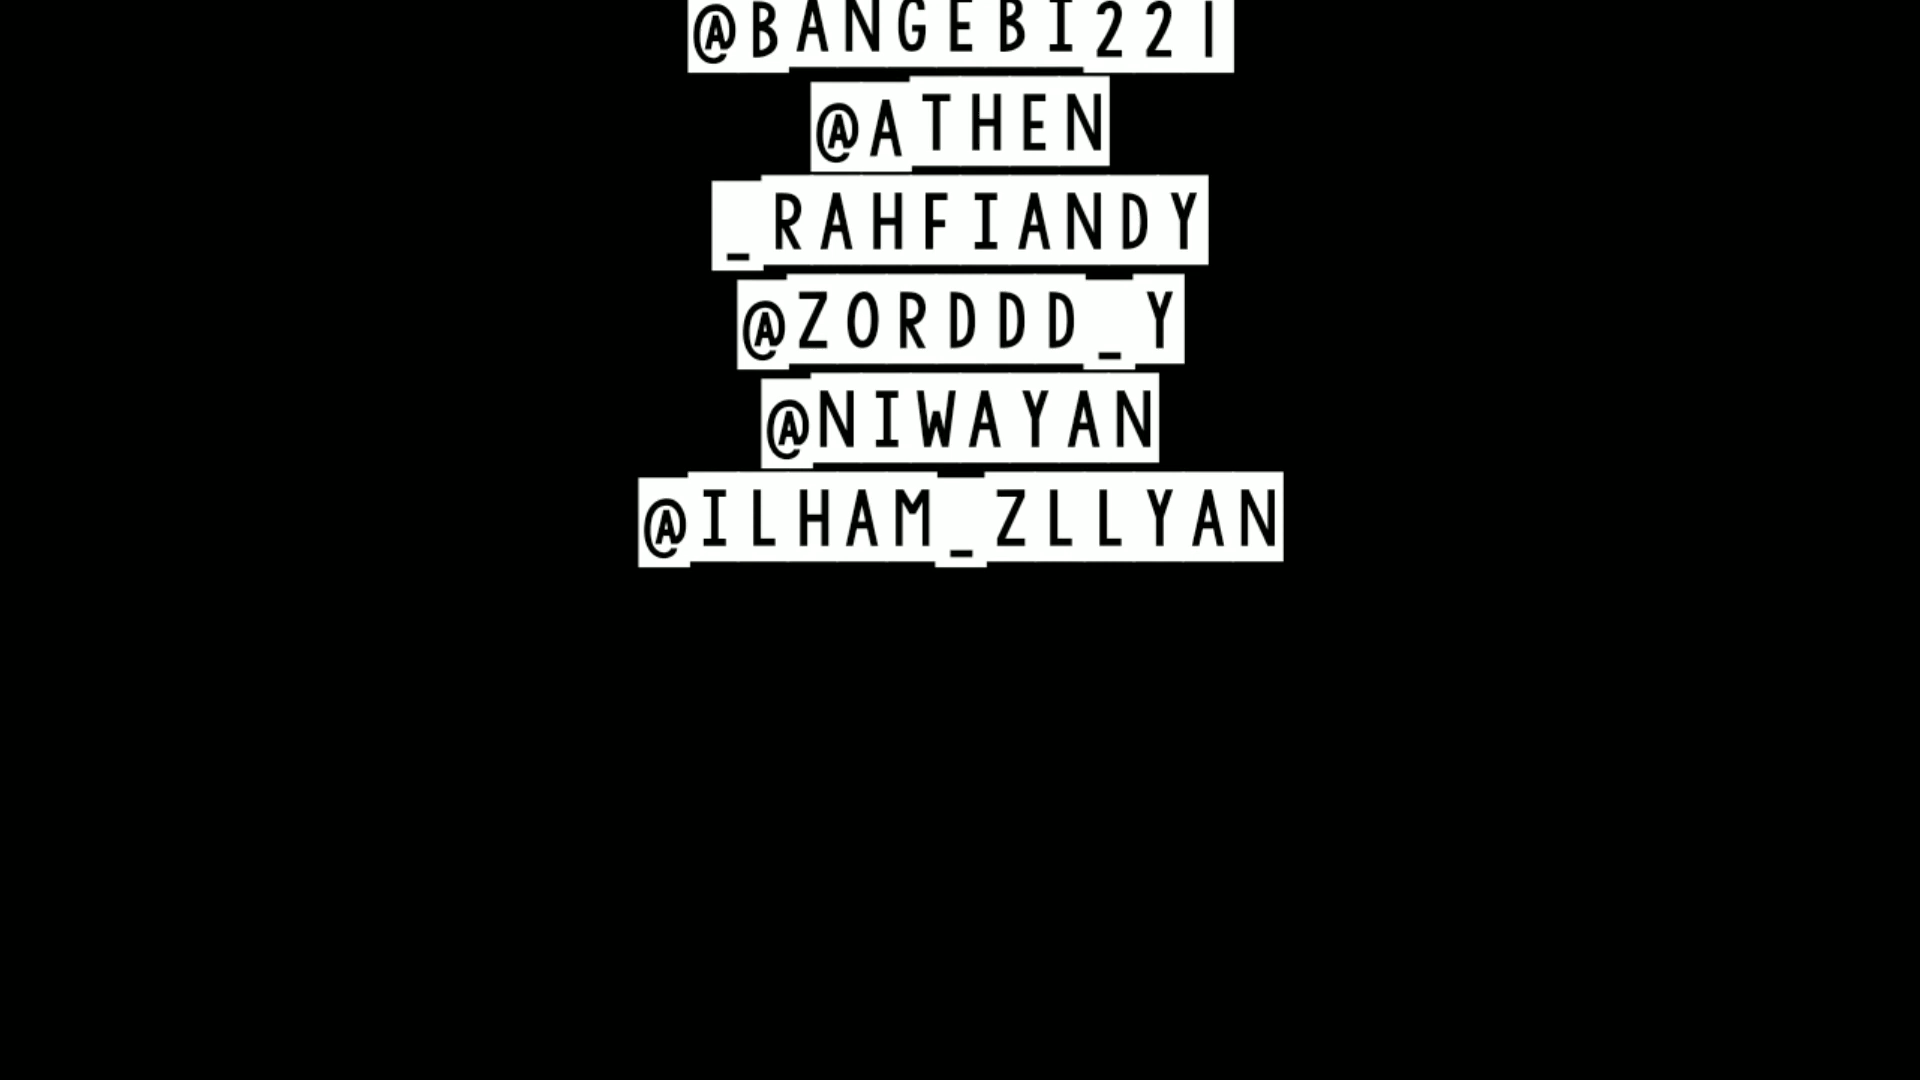 @BANGEBI221
@ATHEN
_RAHFIANDY
@ZORDDD_Y
@NIWAYAN
@ILHAM_ZLLYAN